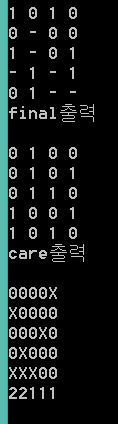 1 0 1 0
0 - 0 0
1 - 0 1
- 1 - 1
0 1 - -
final출력
0 1 0 0
0 1 0 1
0 1 1 0
1 0 0 1
1 0 1 0
care출력
0000X
X0000
000X0
0X000
XXX00
22111